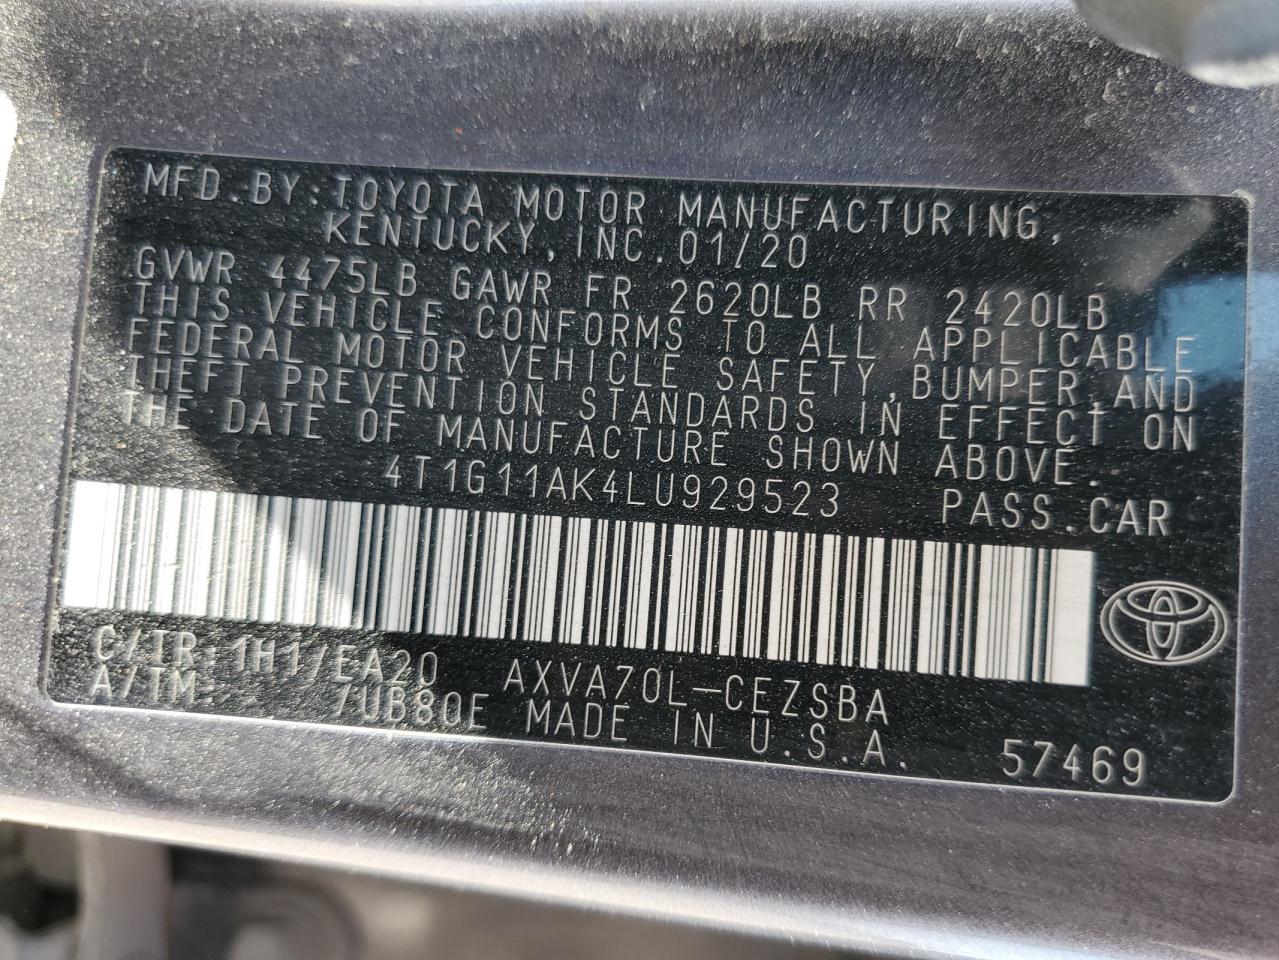 MFD.BY:TOYOTA MOTOR MANUFACTURING,
KENTUCKY, INC. 01/20
GVWR 4475LB GAWR FR 2620LB RR 2420LB
THIS VEHICLE CONFORMS TO ALL APPLICABLE
FEDERAL MOTOR VEHICLE SAFETY, BUMPER, AND
THEFT PREVENTION STANDARDS IN EFFECT ON
THE DATE OF MANUFACTURE SHOWN ABOVE.
4T1G11AK4LU929523 PASS.CAR
C/TR:1H1/EA20 AXVA70L-CEZSBA
A/TM: 7UB80E MADE IN U.S.A. 57469